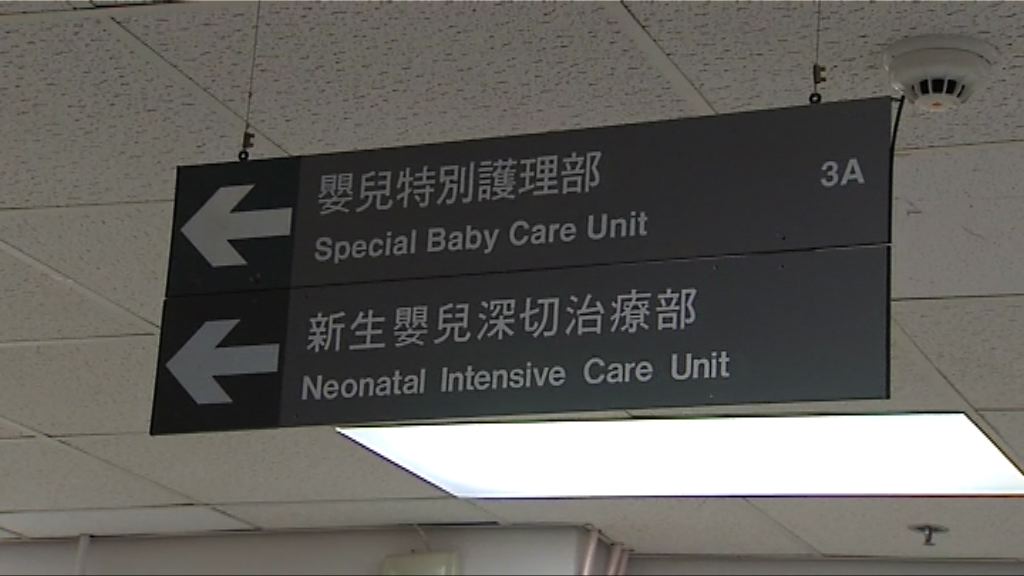 嬰兒特別護理部
3A
Special Baby Care Unit
新生嬰兒深切治療部
Neonatal Intensive Care Unit